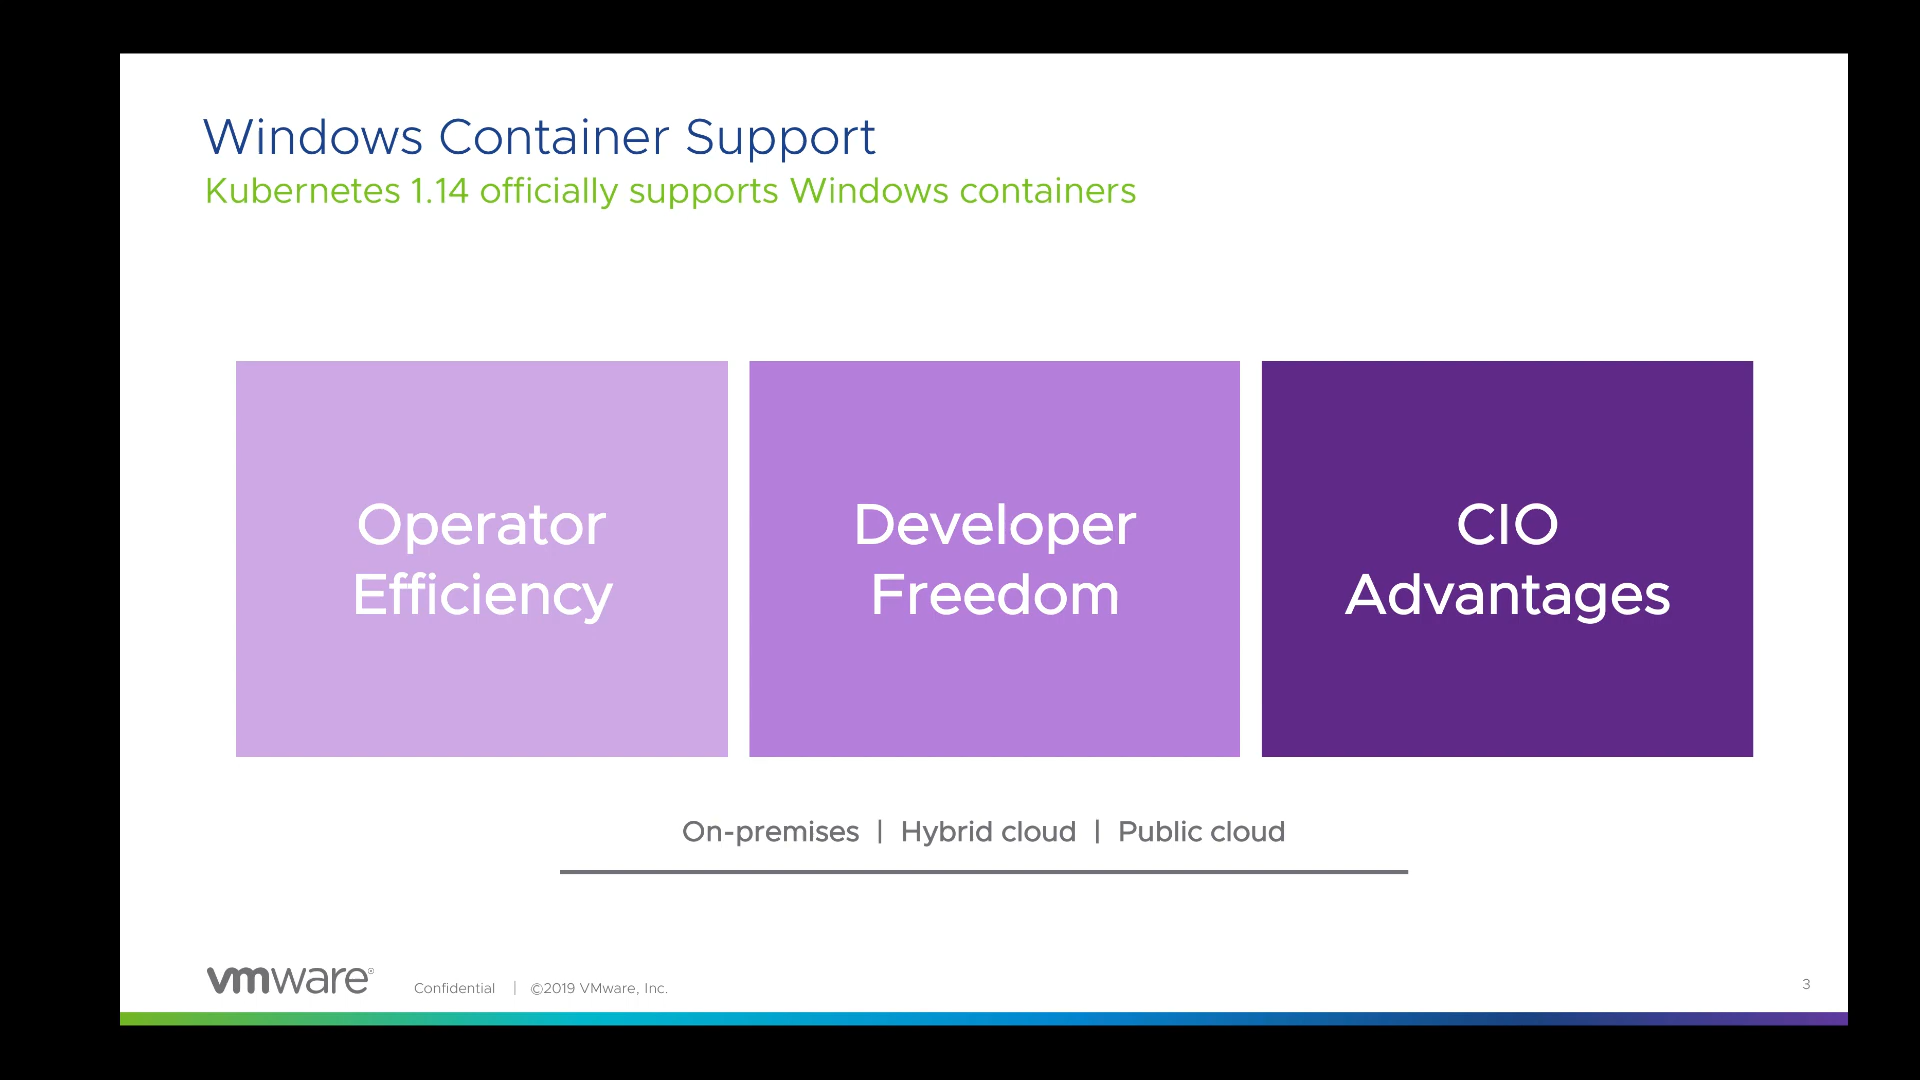 Windows Container Support
Kubernetes 1.14 officially supports Windows containers
Operator
Efficiency
Developer
Freedom
CIO
Advantages
On-premises | Hybrid cloud | Public cloud
vmware®
Confidential | ©2019 VMware, Inc.
3